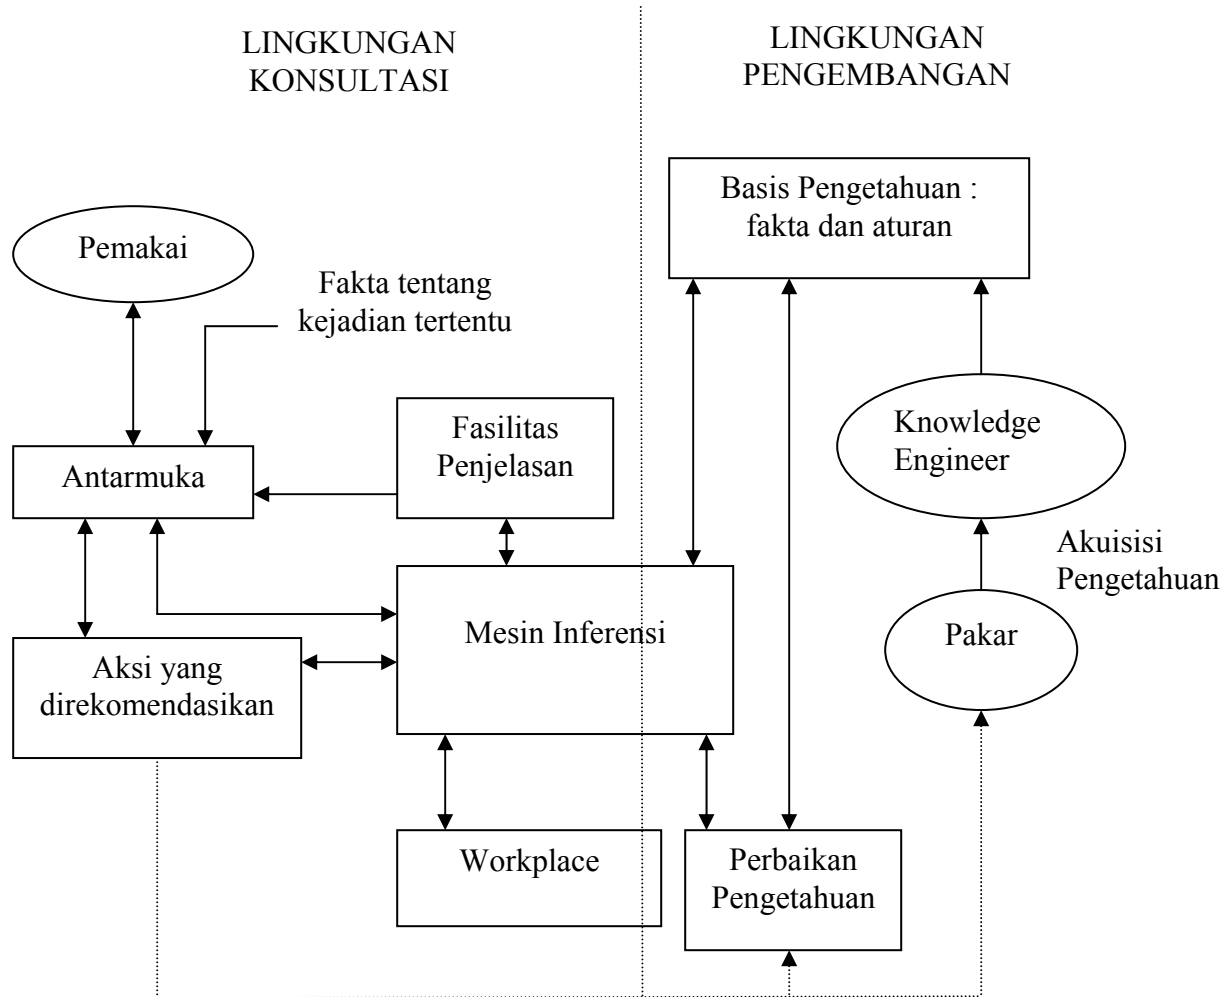 LINGKUNGAN
KONSULTASI
LINGKUNGAN
PENGEMBANGAN
Basis Pengetahuan :
fakta dan aturan
Pemakai
Fakta tentang
kejadian tertentu
Fasilitas
Penjelasan
Knowledge
Engineer
Antarmuka
Akuisisi
Pengetahuan
Mesin Inferensi
Pakar
Aksi yang
direkomendasikan
Workplace
Perbaikan
Pengetahuan